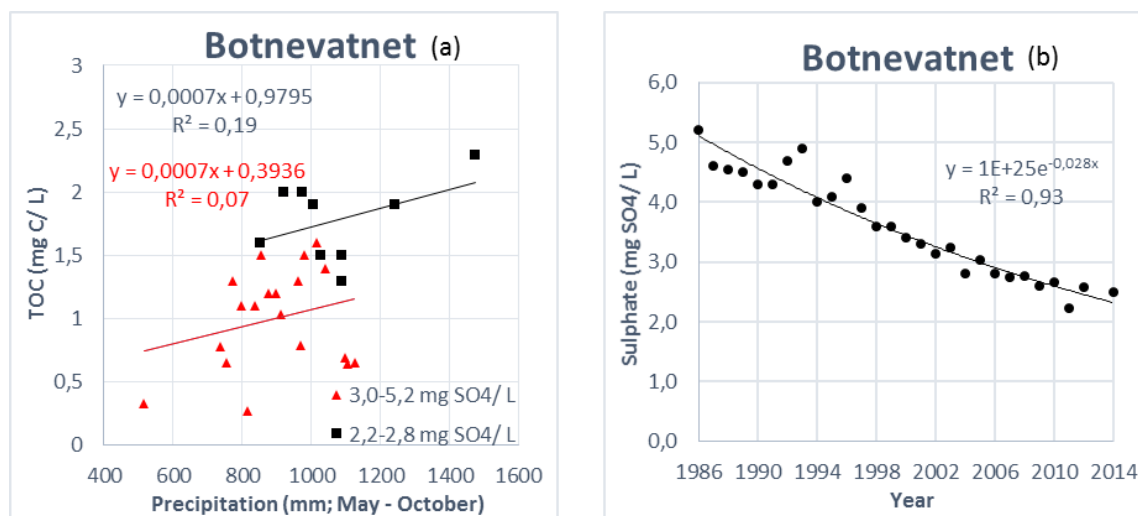 Botnevatnet (a)
3
2,5
2
1,5
1
0,5
0
TOC (mg C/ L)
y = 0,0007x + 0,9795
R² = 0,19
y = 0,0007x + 0,3936
R² = 0,07
3,0-5,2 mg SO4/ L
2,2-2,8 mg SO4/ L
400 600 800 1000 1200 1400 1600
Precipitation (mm; May - October)
Botnevatnet (b)
6,0
5,0
4,0
3,0
2,0
1,0
0,0
Sulphate (mg SO4/ L)
y = 1E+25e^-0,028x
R² = 0,93
1986 1990 1994 1998 2002 2006 2010 2014
Year